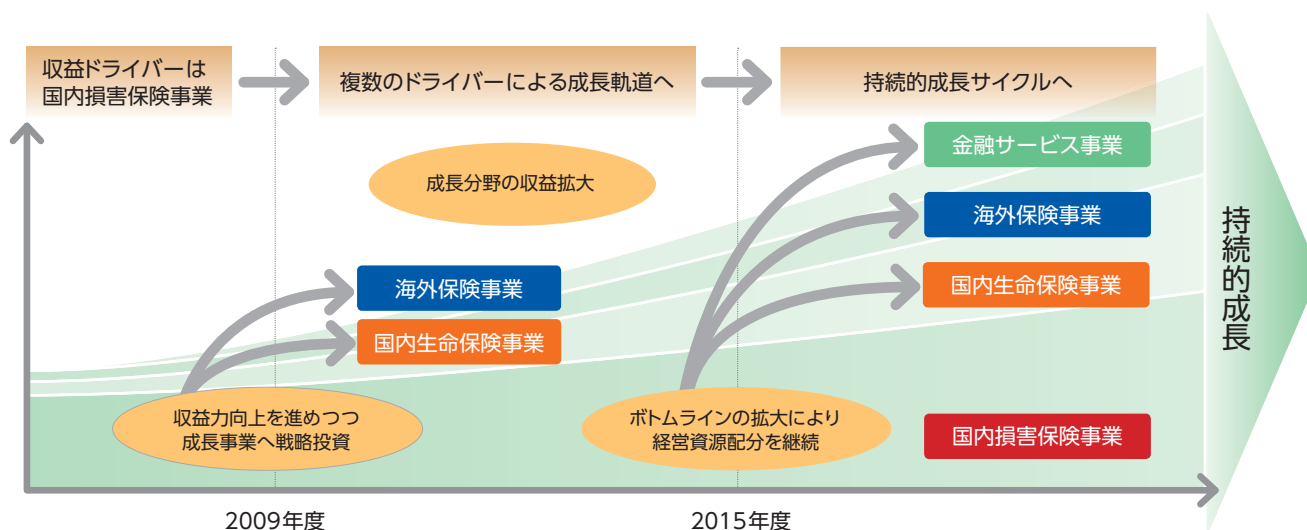 収益ドライバーは
国内損害保険事業
複数のドライバーによる成長軌道へ
持続的成長サイクルへ
金融サービス事業
成長分野の収益拡大
海外保険事業
国内生命保険事業
海外保険事業
国内生命保険事業
収益力向上を進めつつ
成長事業へ戦略投資
ボトムラインの拡大により
経営資源配分を継続
国内損害保険事業
持続的成長
2009年度
2015年度